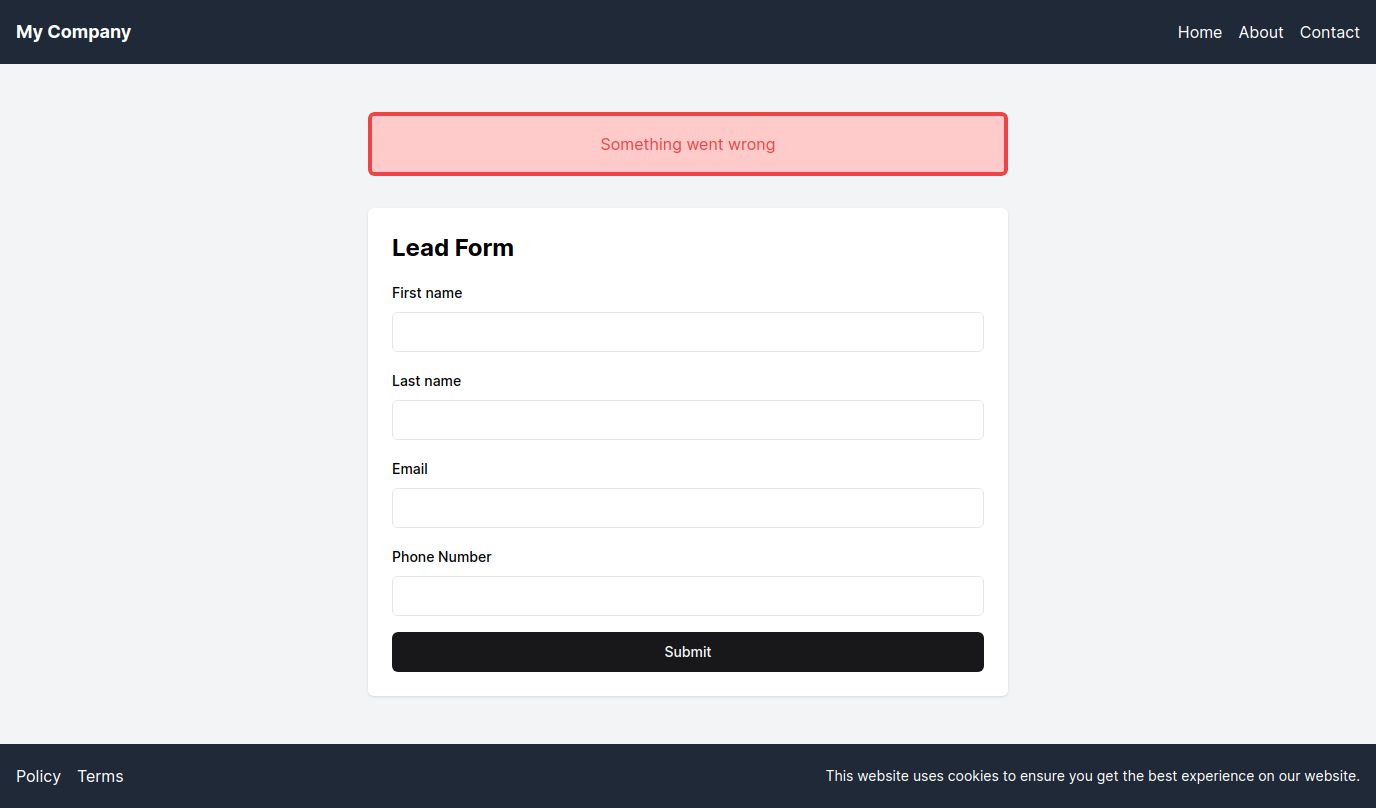 My Company
Home About Contact
Something went wrong
Lead Form
First name
Last name
Email
Phone Number
Submit
Policy Terms
This website uses cookies to ensure you get the best experience on our website.